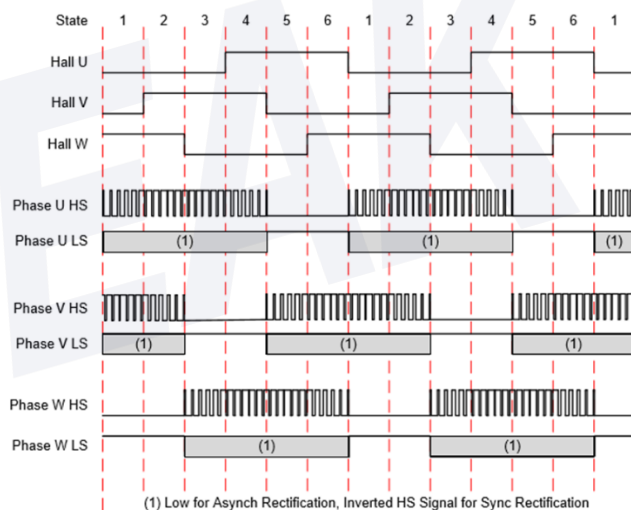 State 1 2 3 4 5 6 1 2 3 4 5 6 1
Hall U
Hall V
Hall W
Phase U HS
Phase U LS (1) (1) (1)
Phase V HS
Phase V LS (1) (1) (1)
Phase W HS
Phase W LS (1) (1)
(1) Low for Asynch Rectification, Inverted HS Signal for Sync Rectification
EAK